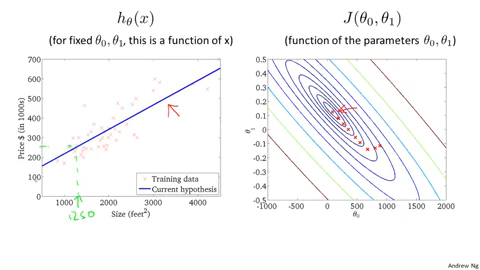 hθ(x)
(for fixed θ0, θ1, this is a function of x)
J(θ0, θ1)
(function of the parameters θ0, θ1)
Price $ (in 1000s)
700
600
500
400
300
200
100
0
1000
2000
3000
4000
Size (feet²)
Training data
Current hypothesis
1250
θ1
0.5
0.4
0.3
0.2
0.1
0
-0.1
-0.2
-0.3
-0.4
-0.5
-1000
-500
0
500
1000
1500
2000
θ0
Andrew Ng